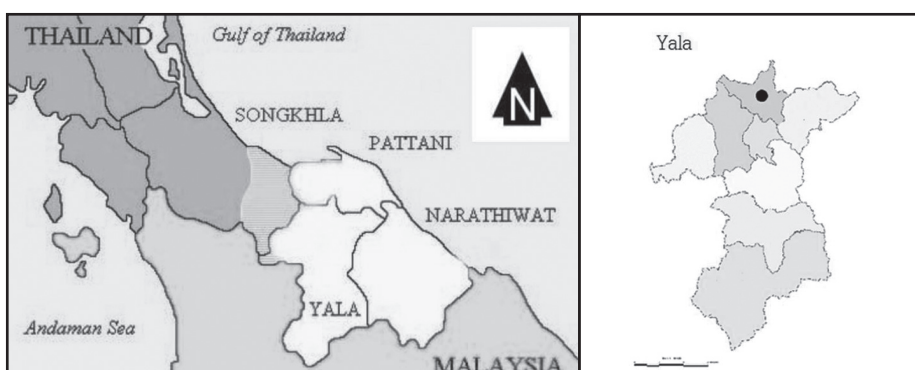 THAILAND
Gulf of Thailand
N
SONGKHLA
PATTANI
NARATHIWAT
YALA
Andaman Sea
MALAYSIA
Yala